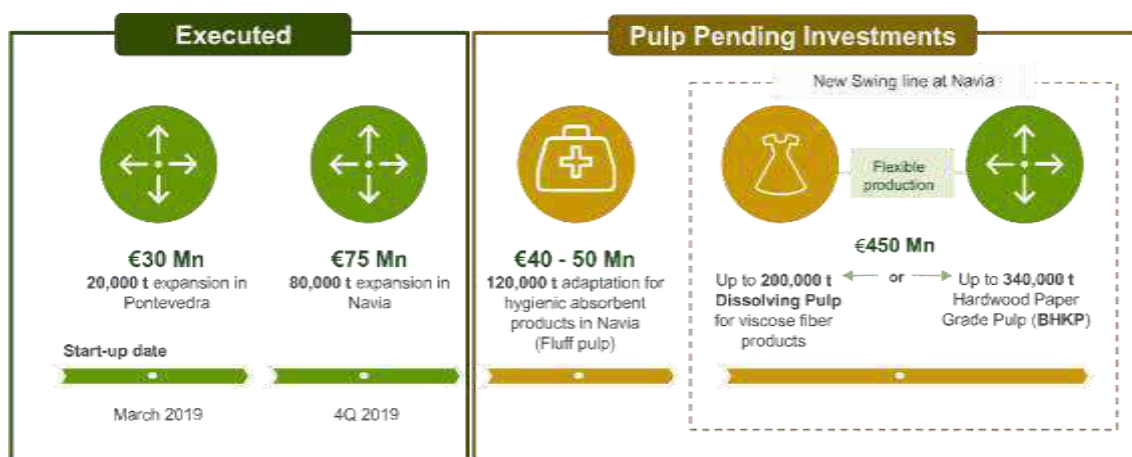 Executed
Pulp Pending Investments
New Swing line at Navia
Flexible
production
€30 Mn
20,000 t expansion in
Pontevedra
€75 Mn
80,000 t expansion in
Navia
€40 - 50 Mn
120,000 t adaptation for
hygienic absorbent
products in Navia
(Fluff pulp)
€450 Mn
Up to 200,000 t
Dissolving Pulp
for viscose fiber
products
or
Up to 340,000 t
Hardwood Paper
Grade Pulp (BHKP)
Start-up date
March 2019
4Q 2019